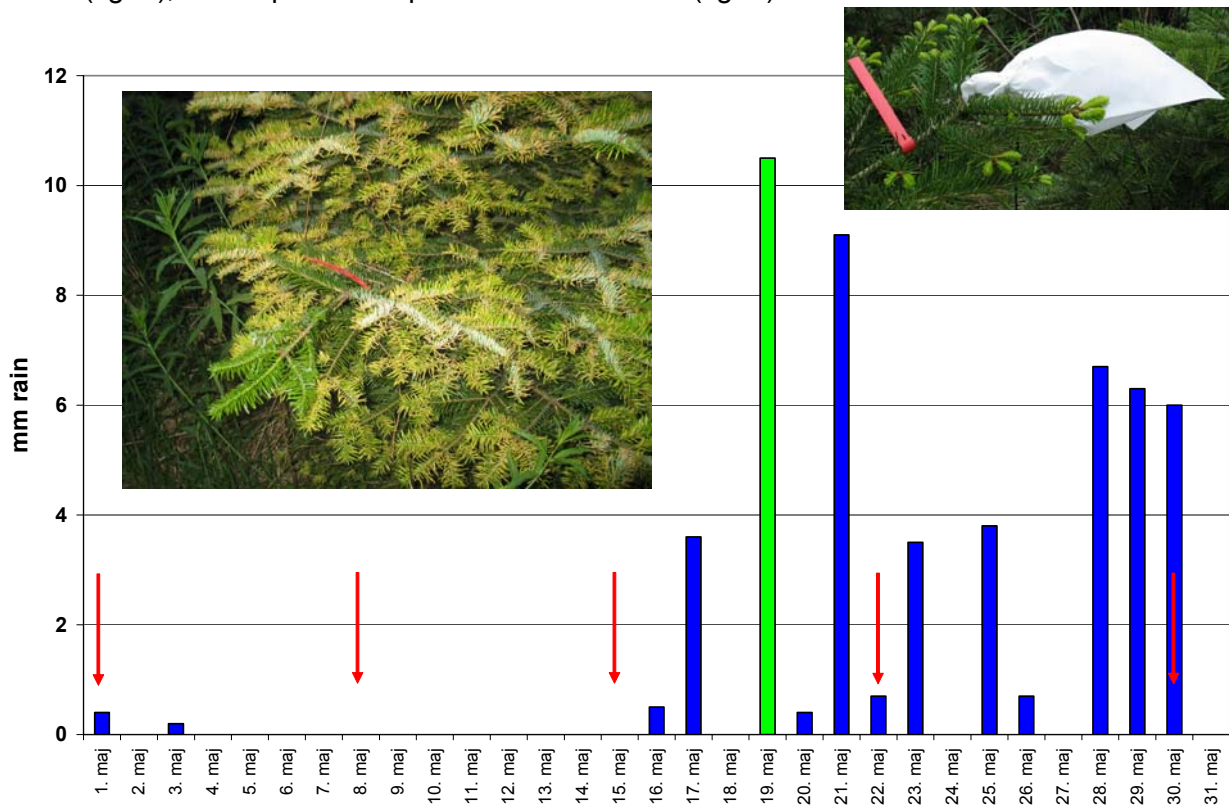 12
10
8
6
4
2
0
mm rain
1. maj
2. maj
3. maj
4. maj
5. maj
6. maj
7. maj
8. maj
9. maj
10. maj
11. maj
12. maj
13. maj
14. maj
15. maj
16. maj
17. maj
18. maj
19. maj
20. maj
21. maj
22. maj
23. maj
24. maj
25. maj
26. maj
27. maj
28. maj
29. maj
30. maj
31. maj